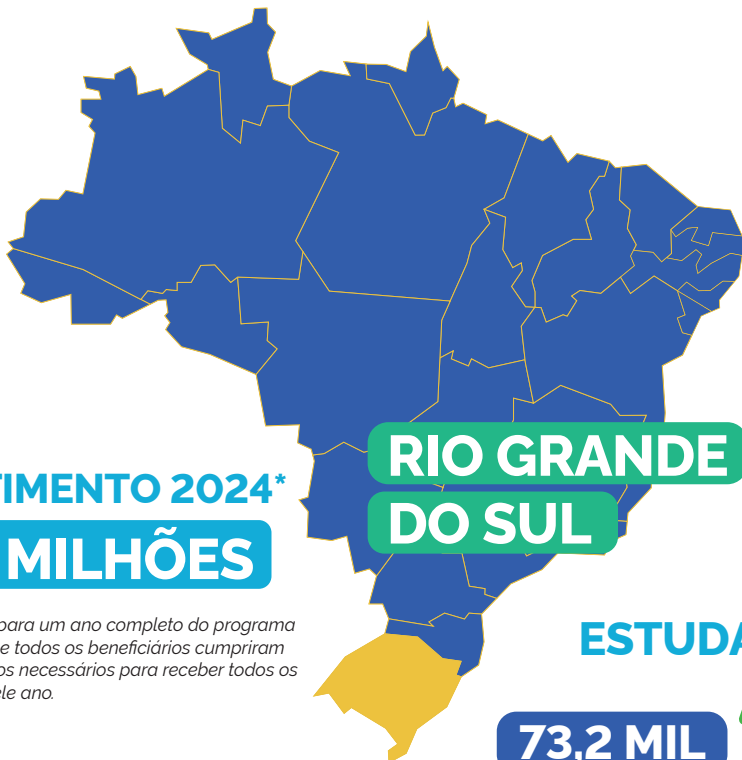 RIO GRANDE
DO SUL
TIMENTO 2024*
MILHÕES
para um ano completo do programa
e todos os beneficiários cumpriram
os necessários para receber todos os
ele ano.
ESTUDA
73,2 MIL